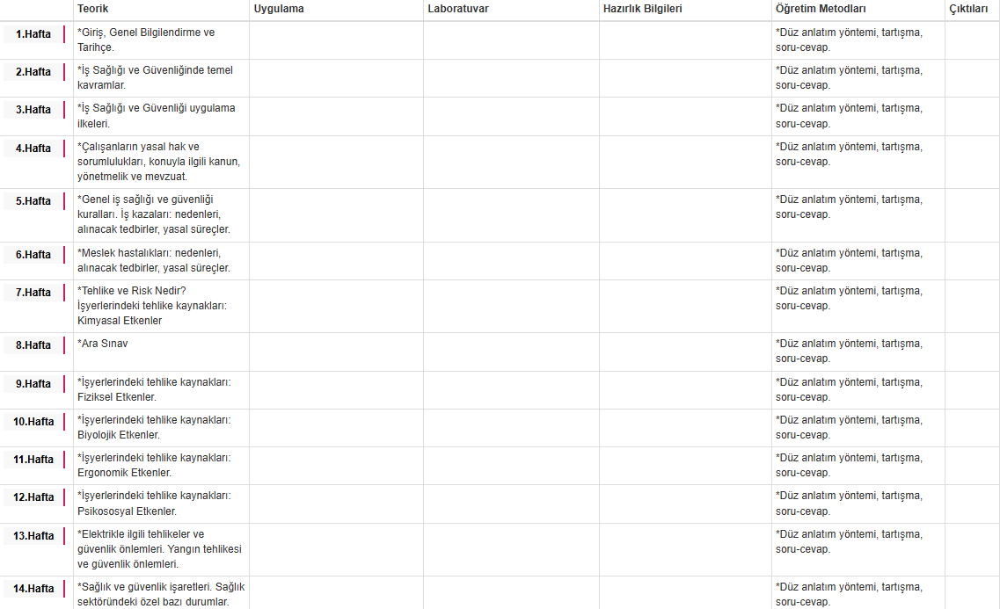 Teorik Uygulama Laboratuvar Hazırlık Bilgileri Öğretim Metodları Çıktıları
1.Hafta *Giriş, Genel Bilgilendirme ve *Düz anlatım yöntemi, tartışma,
Tarihçe. soru-cevap.
2.Hafta *İş Sağlığı ve Güvenliğinde temel *Düz anlatım yöntemi, tartışma,
kavramlar. soru-cevap.
3.Hafta *İş Sağlığı ve Güvenliği uygulama *Düz anlatım yöntemi, tartışma,
ilkeleri. soru-cevap.
4.Hafta *Çalışanların yasal hak ve *Düz anlatım yöntemi, tartışma,
sorumlulukları, konuyla ilgili kanun, soru-cevap.
yönetmelik ve mevzuat.
5.Hafta *Genel iş sağlığı ve güvenliği *Düz anlatım yöntemi, tartışma,
kuralları. İş kazaları: nedenleri, soru-cevap.
alınacak tedbirler, yasal süreçler.
6.Hafta *Meslek hastalıkları: nedenleri, *Düz anlatım yöntemi, tartışma,
alınacak tedbirler, yasal süreçler. soru-cevap.
7.Hafta *Tehlike ve Risk Nedir? *Düz anlatım yöntemi, tartışma,
İşyerlerindeki tehlike kaynakları: soru-cevap.
Kimyasal Etkenler
8.Hafta *Ara Sınav *Düz anlatım yöntemi, tartışma,
soru-cevap.
9.Hafta *İşyerlerindeki tehlike kaynakları: *Düz anlatım yöntemi, tartışma,
Fiziksel Etkenler. soru-cevap.
10.Hafta *İşyerlerindeki tehlike kaynakları: *Düz anlatım yöntemi, tartışma,
Biyolojik Etkenler. soru-cevap.
11.Hafta *İşyerlerindeki tehlike kaynakları: *Düz anlatım yöntemi, tartışma,
Ergonomik Etkenler. soru-cevap.
12.Hafta *İşyerlerindeki tehlike kaynakları: *Düz anlatım yöntemi, tartışma,
Psikososyal Etkenler. soru-cevap.
13.Hafta *Elektrikle ilgili tehlikeler ve *Düz anlatım yöntemi, tartışma,
güvenlik önlemleri. Yangın tehlikesi soru-cevap.
ve güvenlik önlemleri.
14.Hafta *Sağlık ve güvenlik işaretleri. Sağlık *Düz anlatım yöntemi, tartışma,
sektöründeki özel bazı durumlar. soru-cevap.